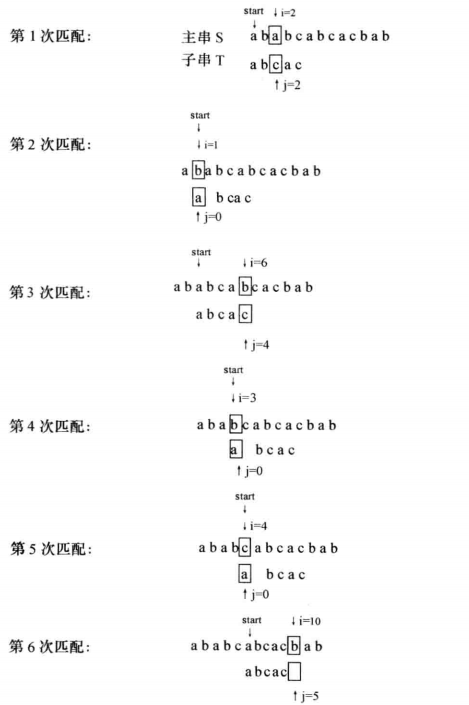 start ↓i=2
第1次匹配: 主串S a b a b c a b c a c b a b
子串T a b c a c
↑j=2
start
↓
第2次匹配: ↓i=1
a b a b c a b c a c b a b
a b c a c
↑j=0
start
↓ ↓i=6
第3次匹配: a b a b c a b c a c b a b
a b c a c
↑j=4
start
↓
↓i=3
第4次匹配: a b a b c a b c a c b a b
a b c a c
↑j=0
start
↓
↓i=4
第5次匹配: a b a b c a b c a c b a b
a b c a c
↑j=0
start ↓i=10
↓
第6次匹配: a b a b c a b c a c b a b
a b c a c
↑j=5